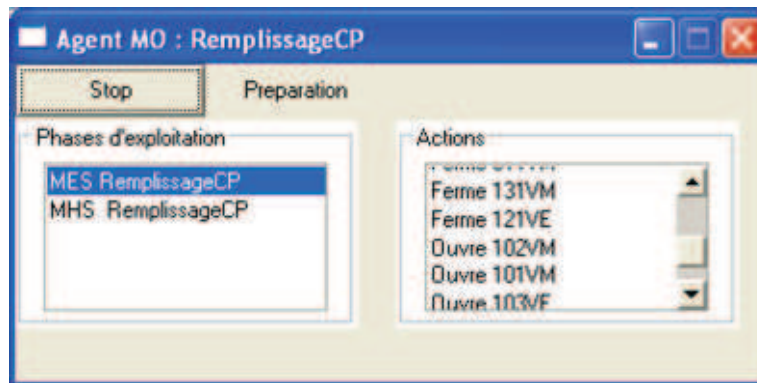 Agent MO : RemplissageCP
Stop Preparation
Phases d'exploitation
MES RemplissageCP
MHS RemplissageCP
Actions
Ferme 131VM
Ferme 121VE
Ouvre 102VM
Ouvre 101VM
Ouvre 103VE